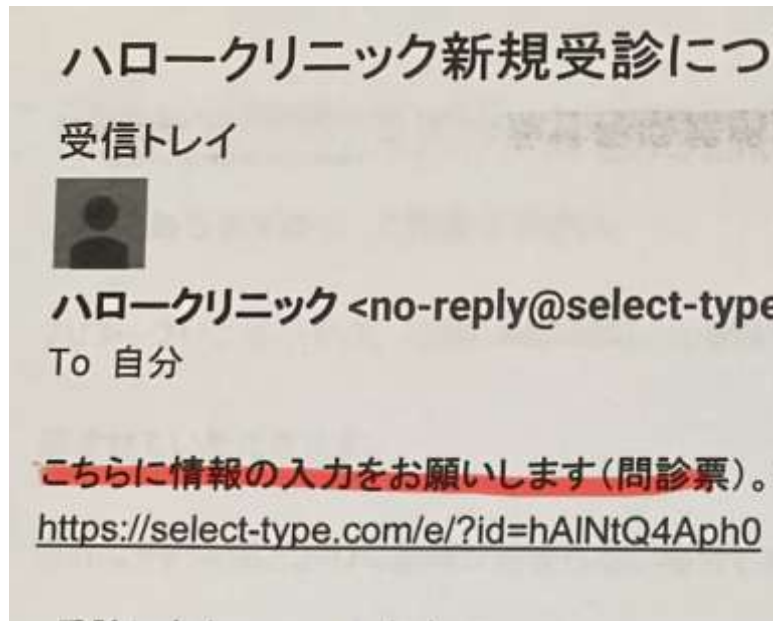 ハロークリニック新規受診につ
受信トレイ
ハロークリニック <no-reply@select-type
To 自分
こちらに情報の入力をお願いします(問診票)。
https://select-type.com/e/?id=hAINtQ4Aph0